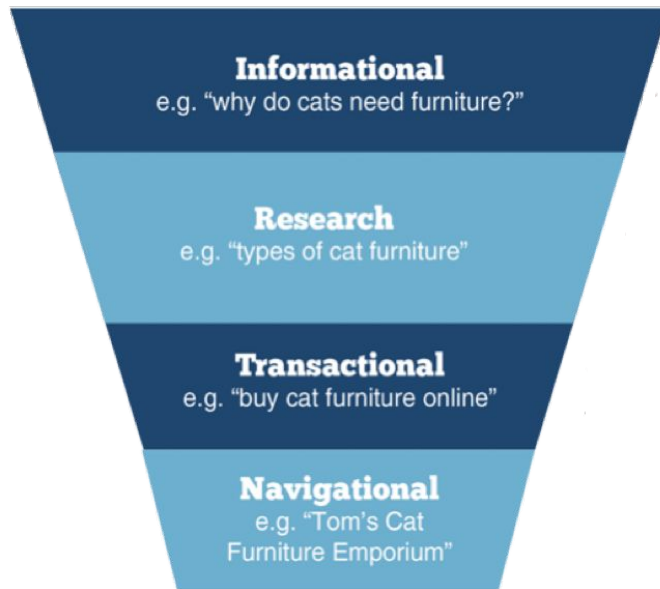 Informational
e.g. “why do cats need furniture?”
Research
e.g. “types of cat furniture”
Transactional
e.g. “buy cat furniture online”
Navigational
e.g. “Tom’s Cat
Furniture Emporium”